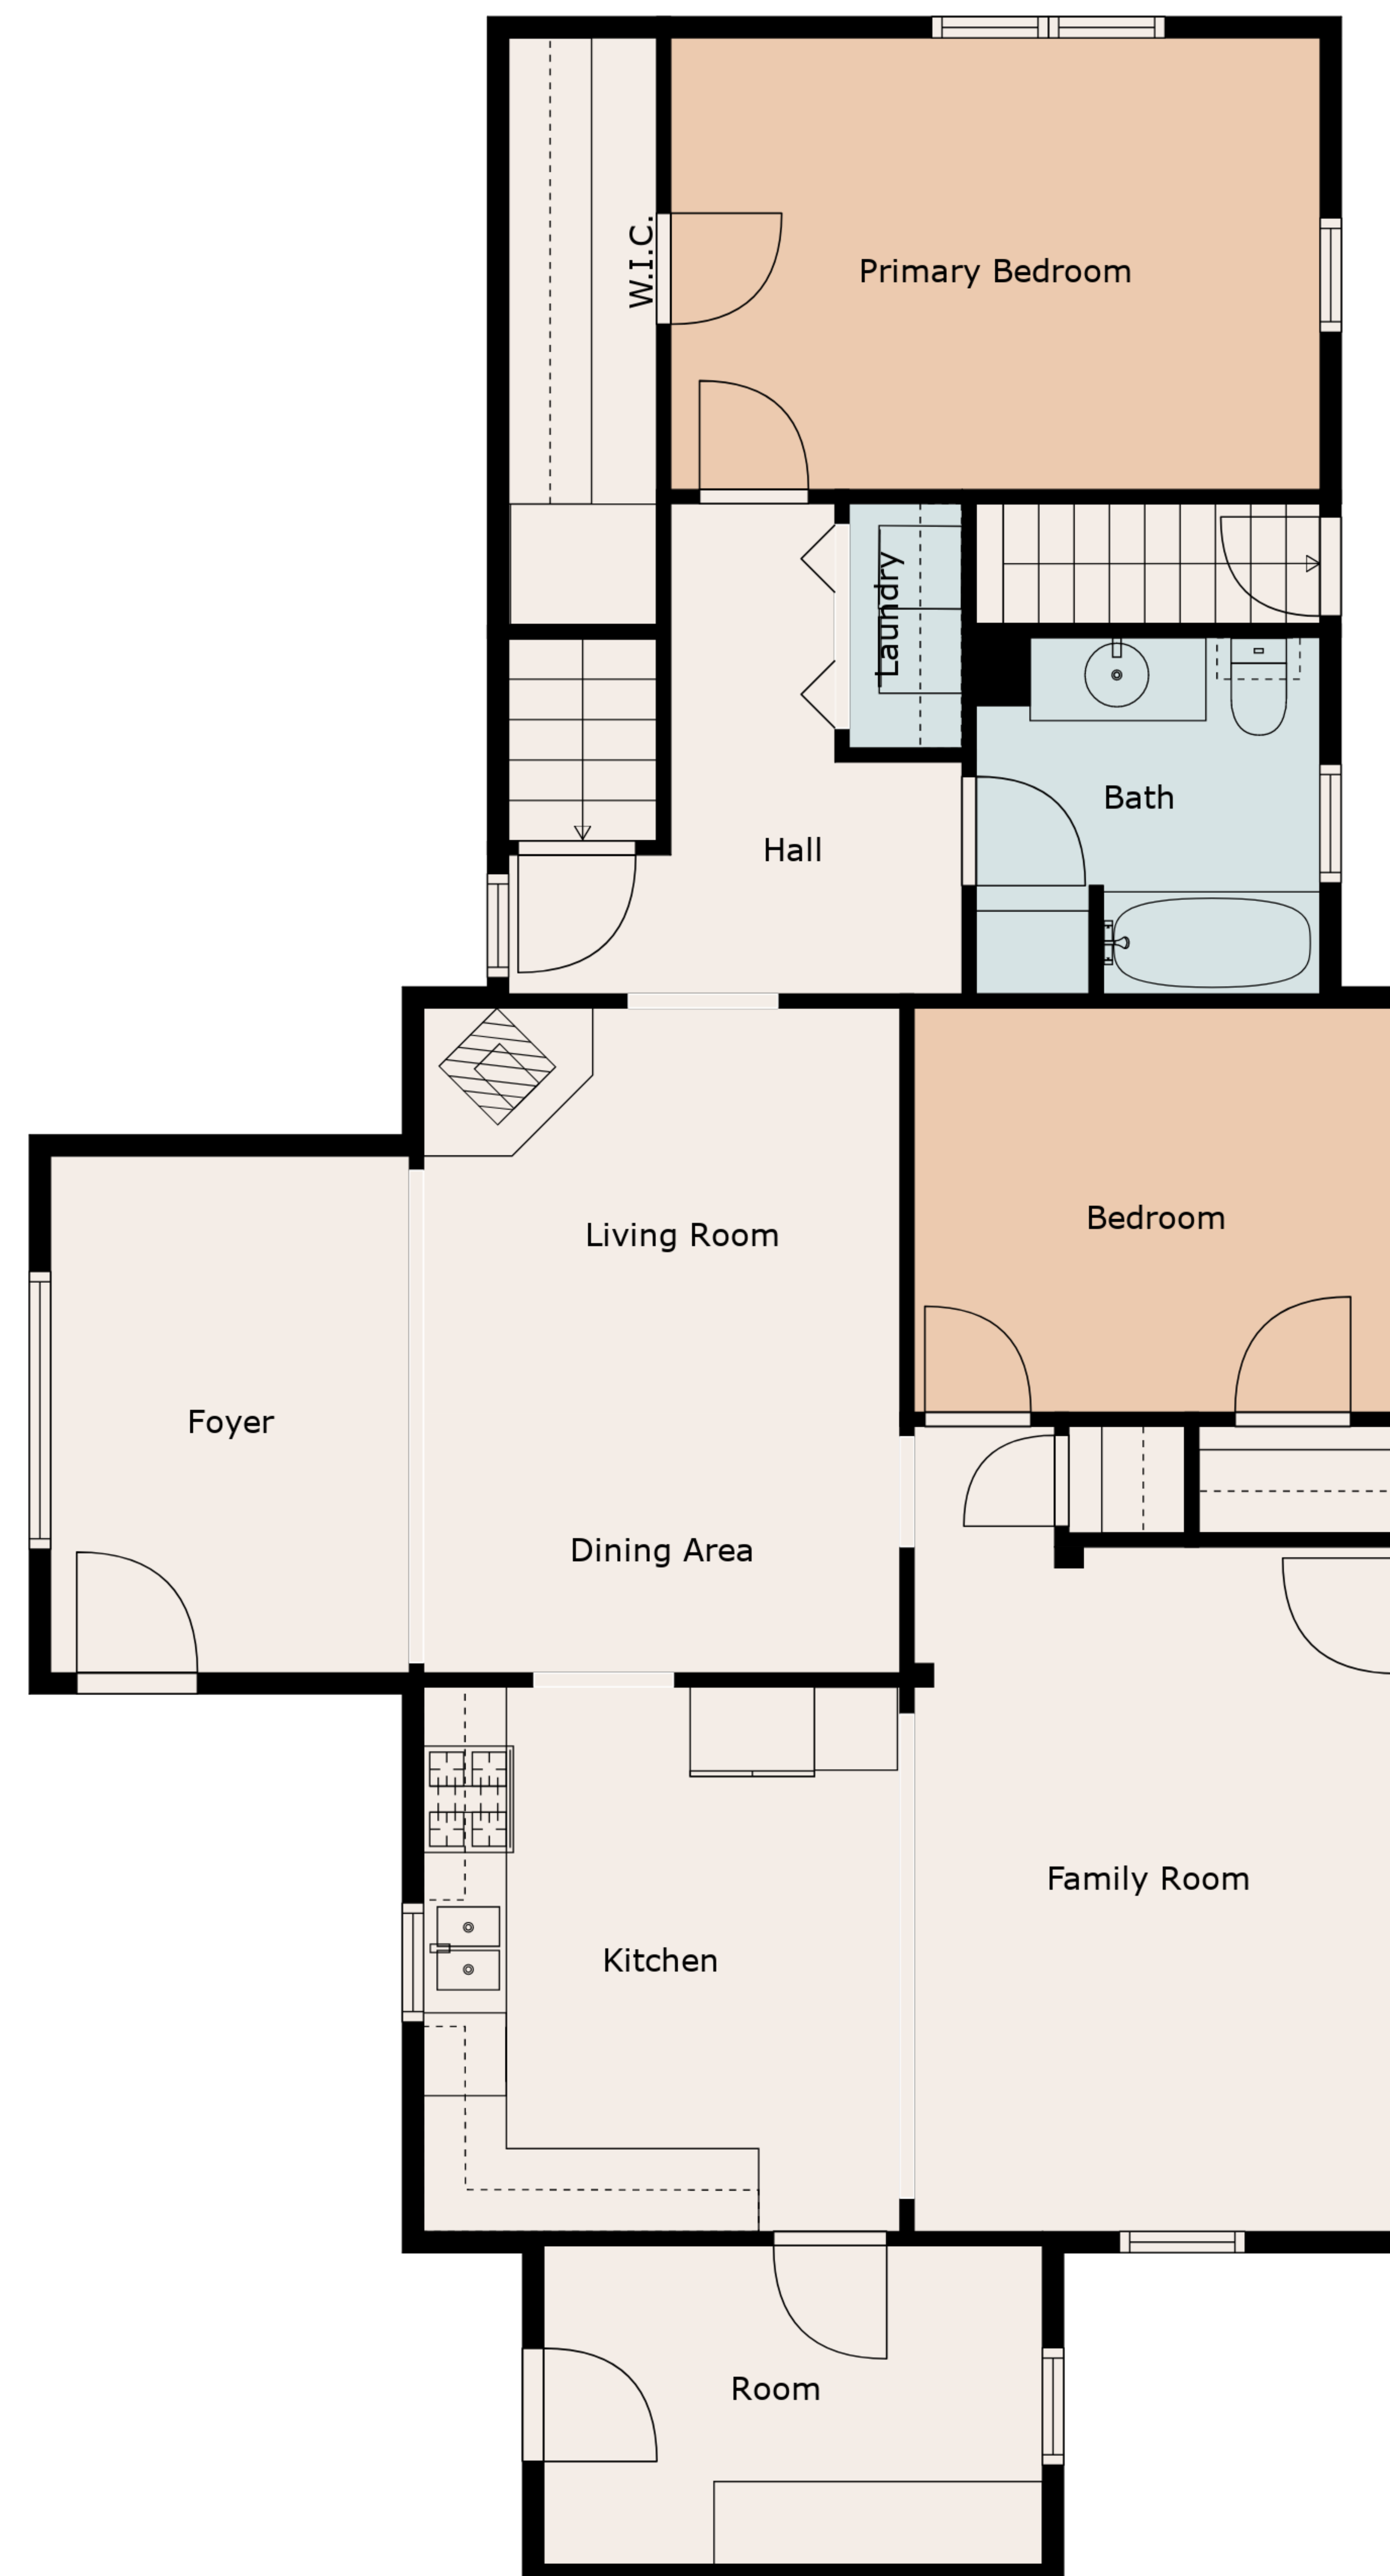 W.I.C.
Primary Bedroom
Laundry
Bath
Hall
Living Room
Bedroom
Foyer
Dining Area
Family Room
Kitchen
Room